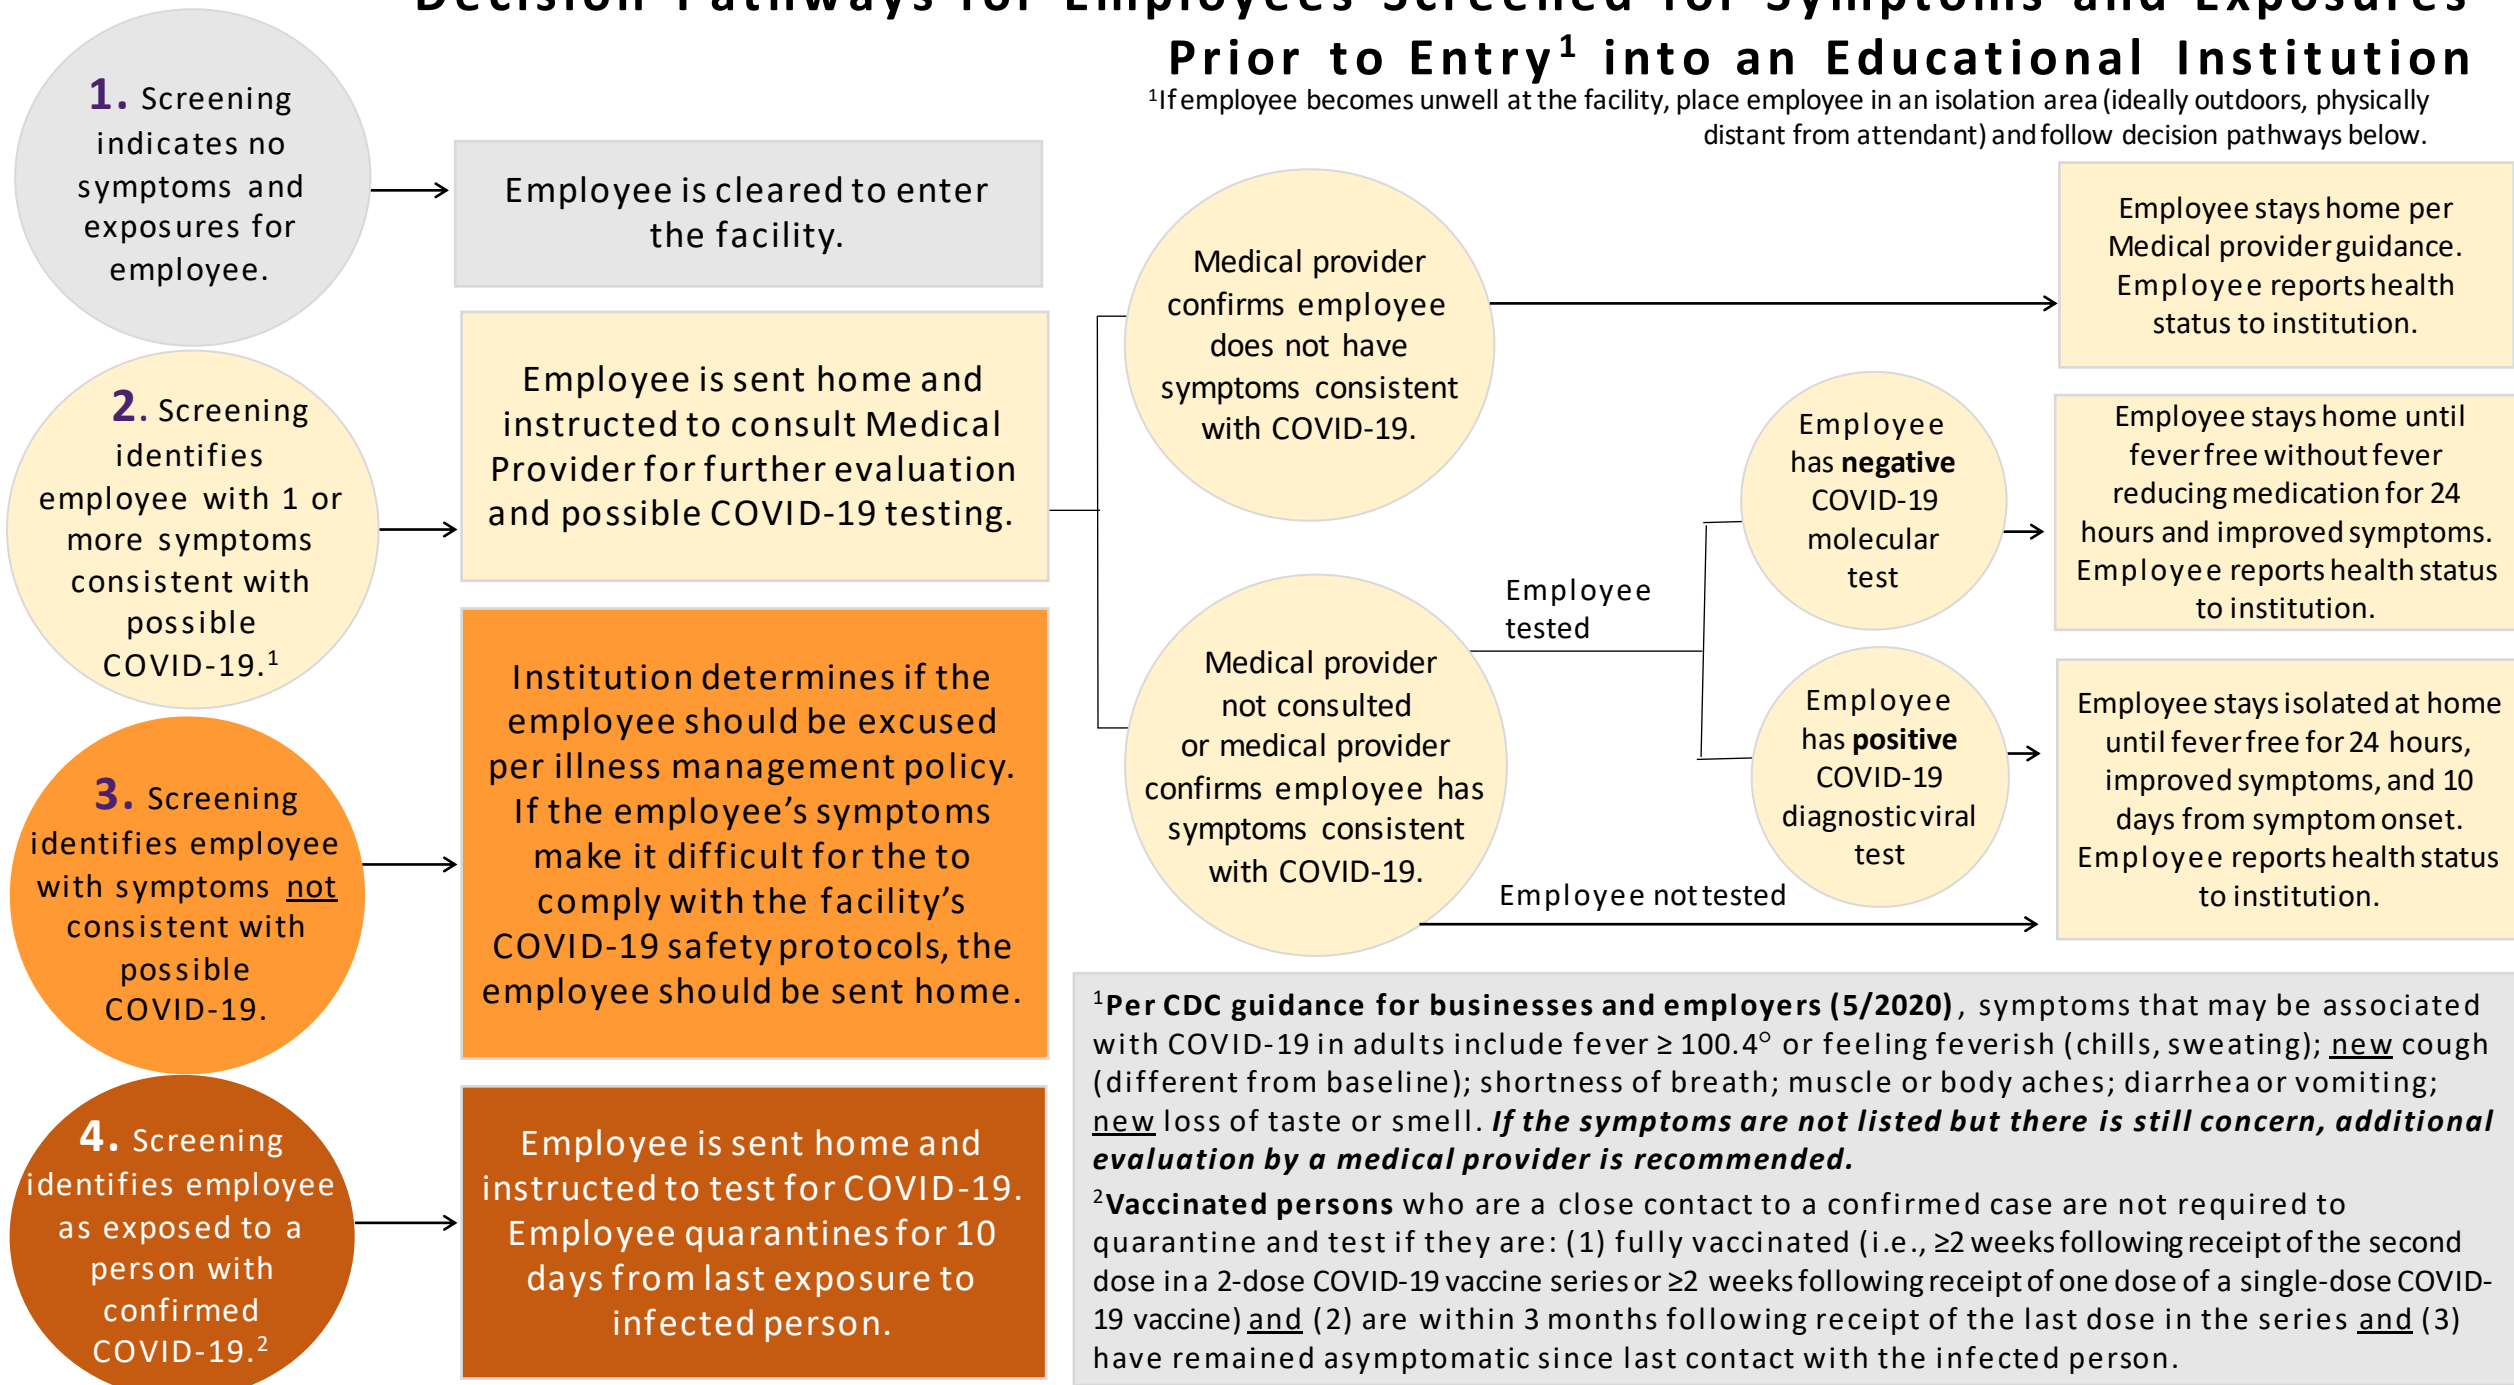 Decision Pathways for Employees Screened for Symptoms and Exposures
Prior to Entry¹ into an Educational Institution
¹If employee becomes unwell at the facility, place employee in an isolation area (ideally outdoors, physically
distant from attendant) and follow decision pathways below.
1. Screening
indicates no
symptoms and
exposures for
employee.
Employee is cleared to enter
the facility.
2. Screening
identifies
employee with 1 or
more symptoms
consistent with
possible
COVID-19.¹
Employee is sent home and
instructed to consult Medical
Provider for further evaluation
and possible COVID-19 testing.
Medical provider
confirms employee
does not have
symptoms consistent
with COVID-19.
Employee stays home per
Medical provider guidance.
Employee reports health
status to institution.
Medical provider
not consulted
or medical provider
confirms employee has
symptoms consistent
with COVID-19.
Employee
tested
Employee
has negative
COVID-19
molecular
test
Employee stays home until
fever free without fever
reducing medication for 24
hours and improved symptoms.
Employee reports health status
to institution.
Employee
has positive
COVID-19
diagnostic viral
test
Employee not tested
Employee stays isolated at home
until fever free for 24 hours,
improved symptoms, and 10
days from symptom onset.
Employee reports health status
to institution.
3. Screening
identifies employee
with symptoms not
consistent with
possible
COVID-19.
Institution determines if the
employee should be excused
per illness management policy.
If the employee's symptoms
make it difficult for the to
comply with the facility's
COVID-19 safety protocols, the
employee should be sent home.
4. Screening
identifies employee
as exposed to a
person with
confirmed
COVID-19.²
Employee is sent home and
instructed to test for COVID-19.
Employee quarantines for 10
days from last exposure to
infected person.
¹Per CDC guidance for businesses and employers (5/2020), symptoms that may be associated
with COVID-19 in adults include fever ≥ 100.4° or feeling feverish (chills, sweating); new cough
(different from baseline); shortness of breath; muscle or body aches; diarrhea or vomiting;
new loss of taste or smell. If the symptoms are not listed but there is still concern, additional
evaluation by a medical provider is recommended.
²Vaccinated persons who are a close contact to a confirmed case are not required to
quarantine and test if they are: (1) fully vaccinated (i.e., ≥2 weeks following receipt of the second
dose in a 2-dose COVID-19 vaccine series or ≥2 weeks following receipt of one dose of a single-dose COVID-
19 vaccine) and (2) are within 3 months following receipt of the last dose in the series and (3)
have remained asymptomatic since last contact with the infected person.